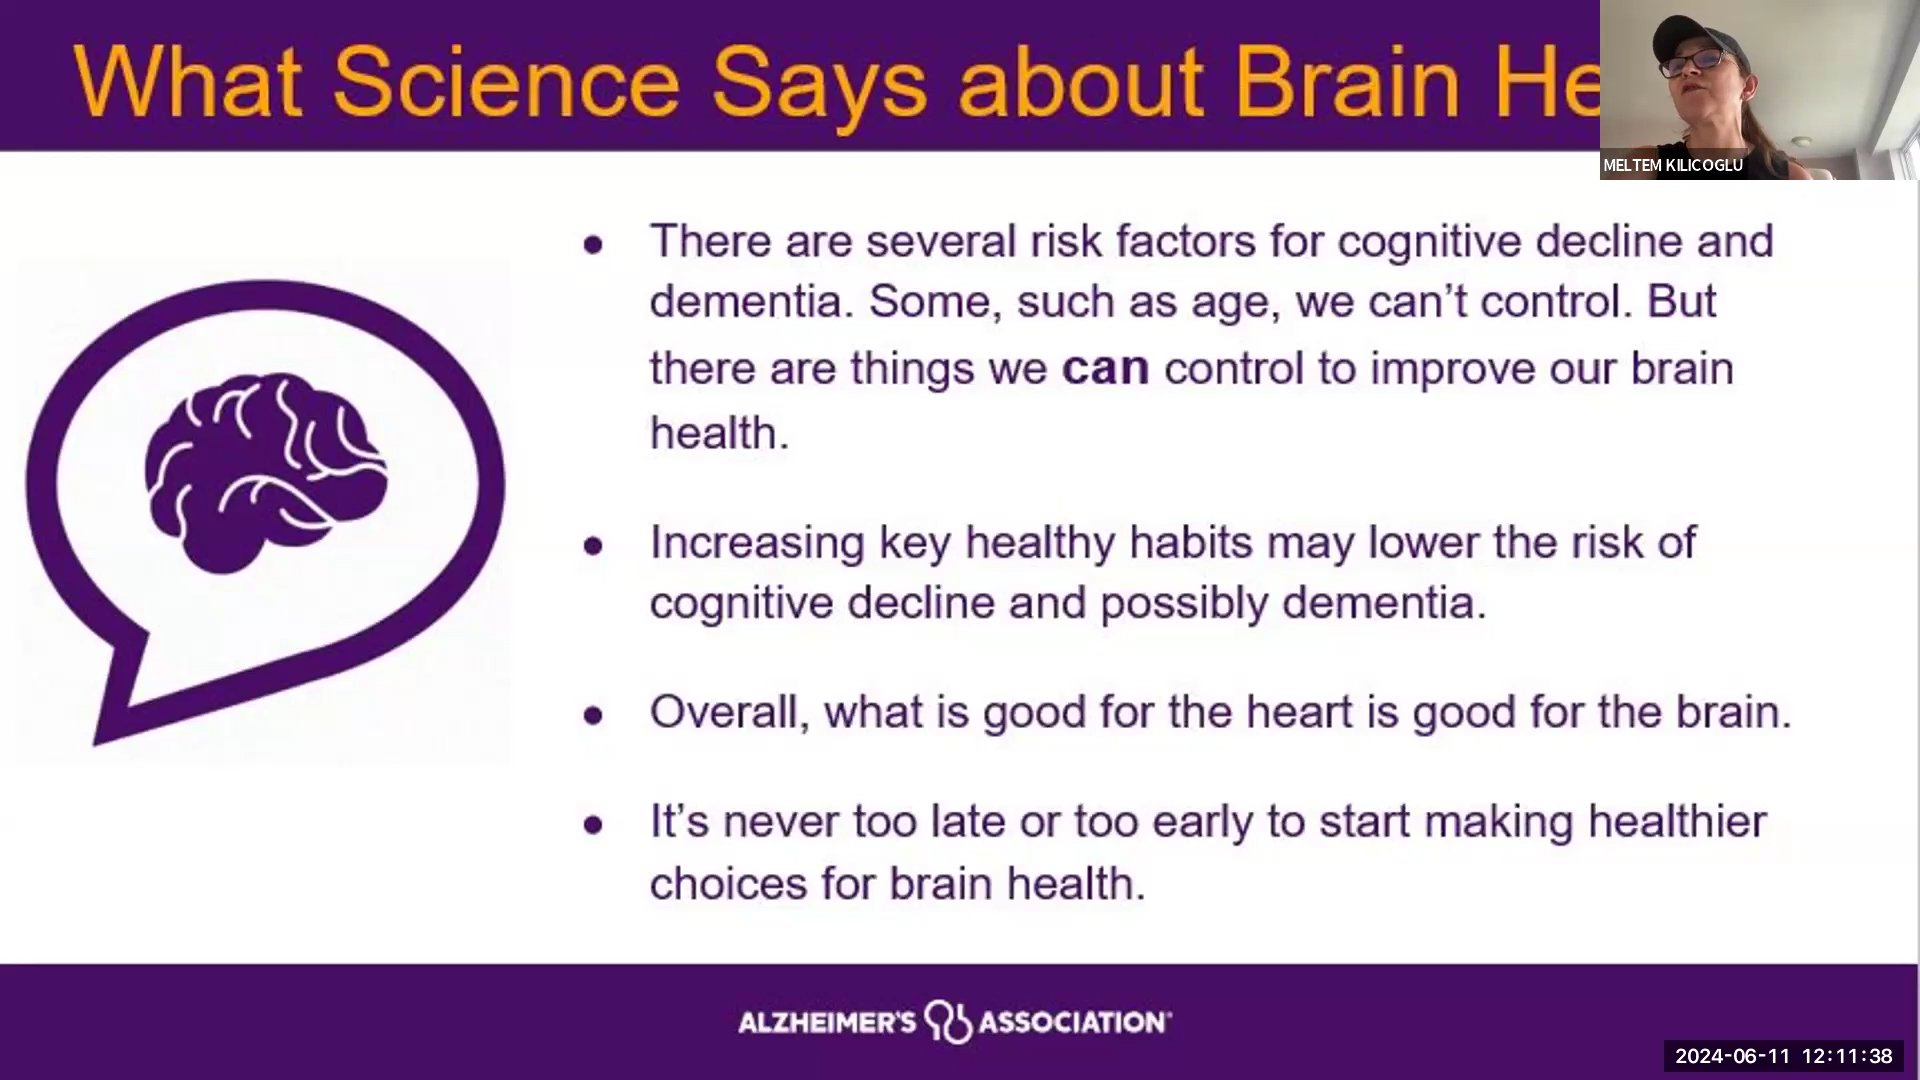 What Science Says about Brain He
MELTEM KILICOGLU
● There are several risk factors for cognitive decline and
dementia. Some, such as age, we can’t control. But
there are things we can control to improve our brain
health.
● Increasing key healthy habits may lower the risk of
cognitive decline and possibly dementia.
● Overall, what is good for the heart is good for the brain.
● It’s never too late or too early to start making healthier
choices for brain health.
ALZHEIMER'S ASSOCIATION®
2024-06-11 12:11:38